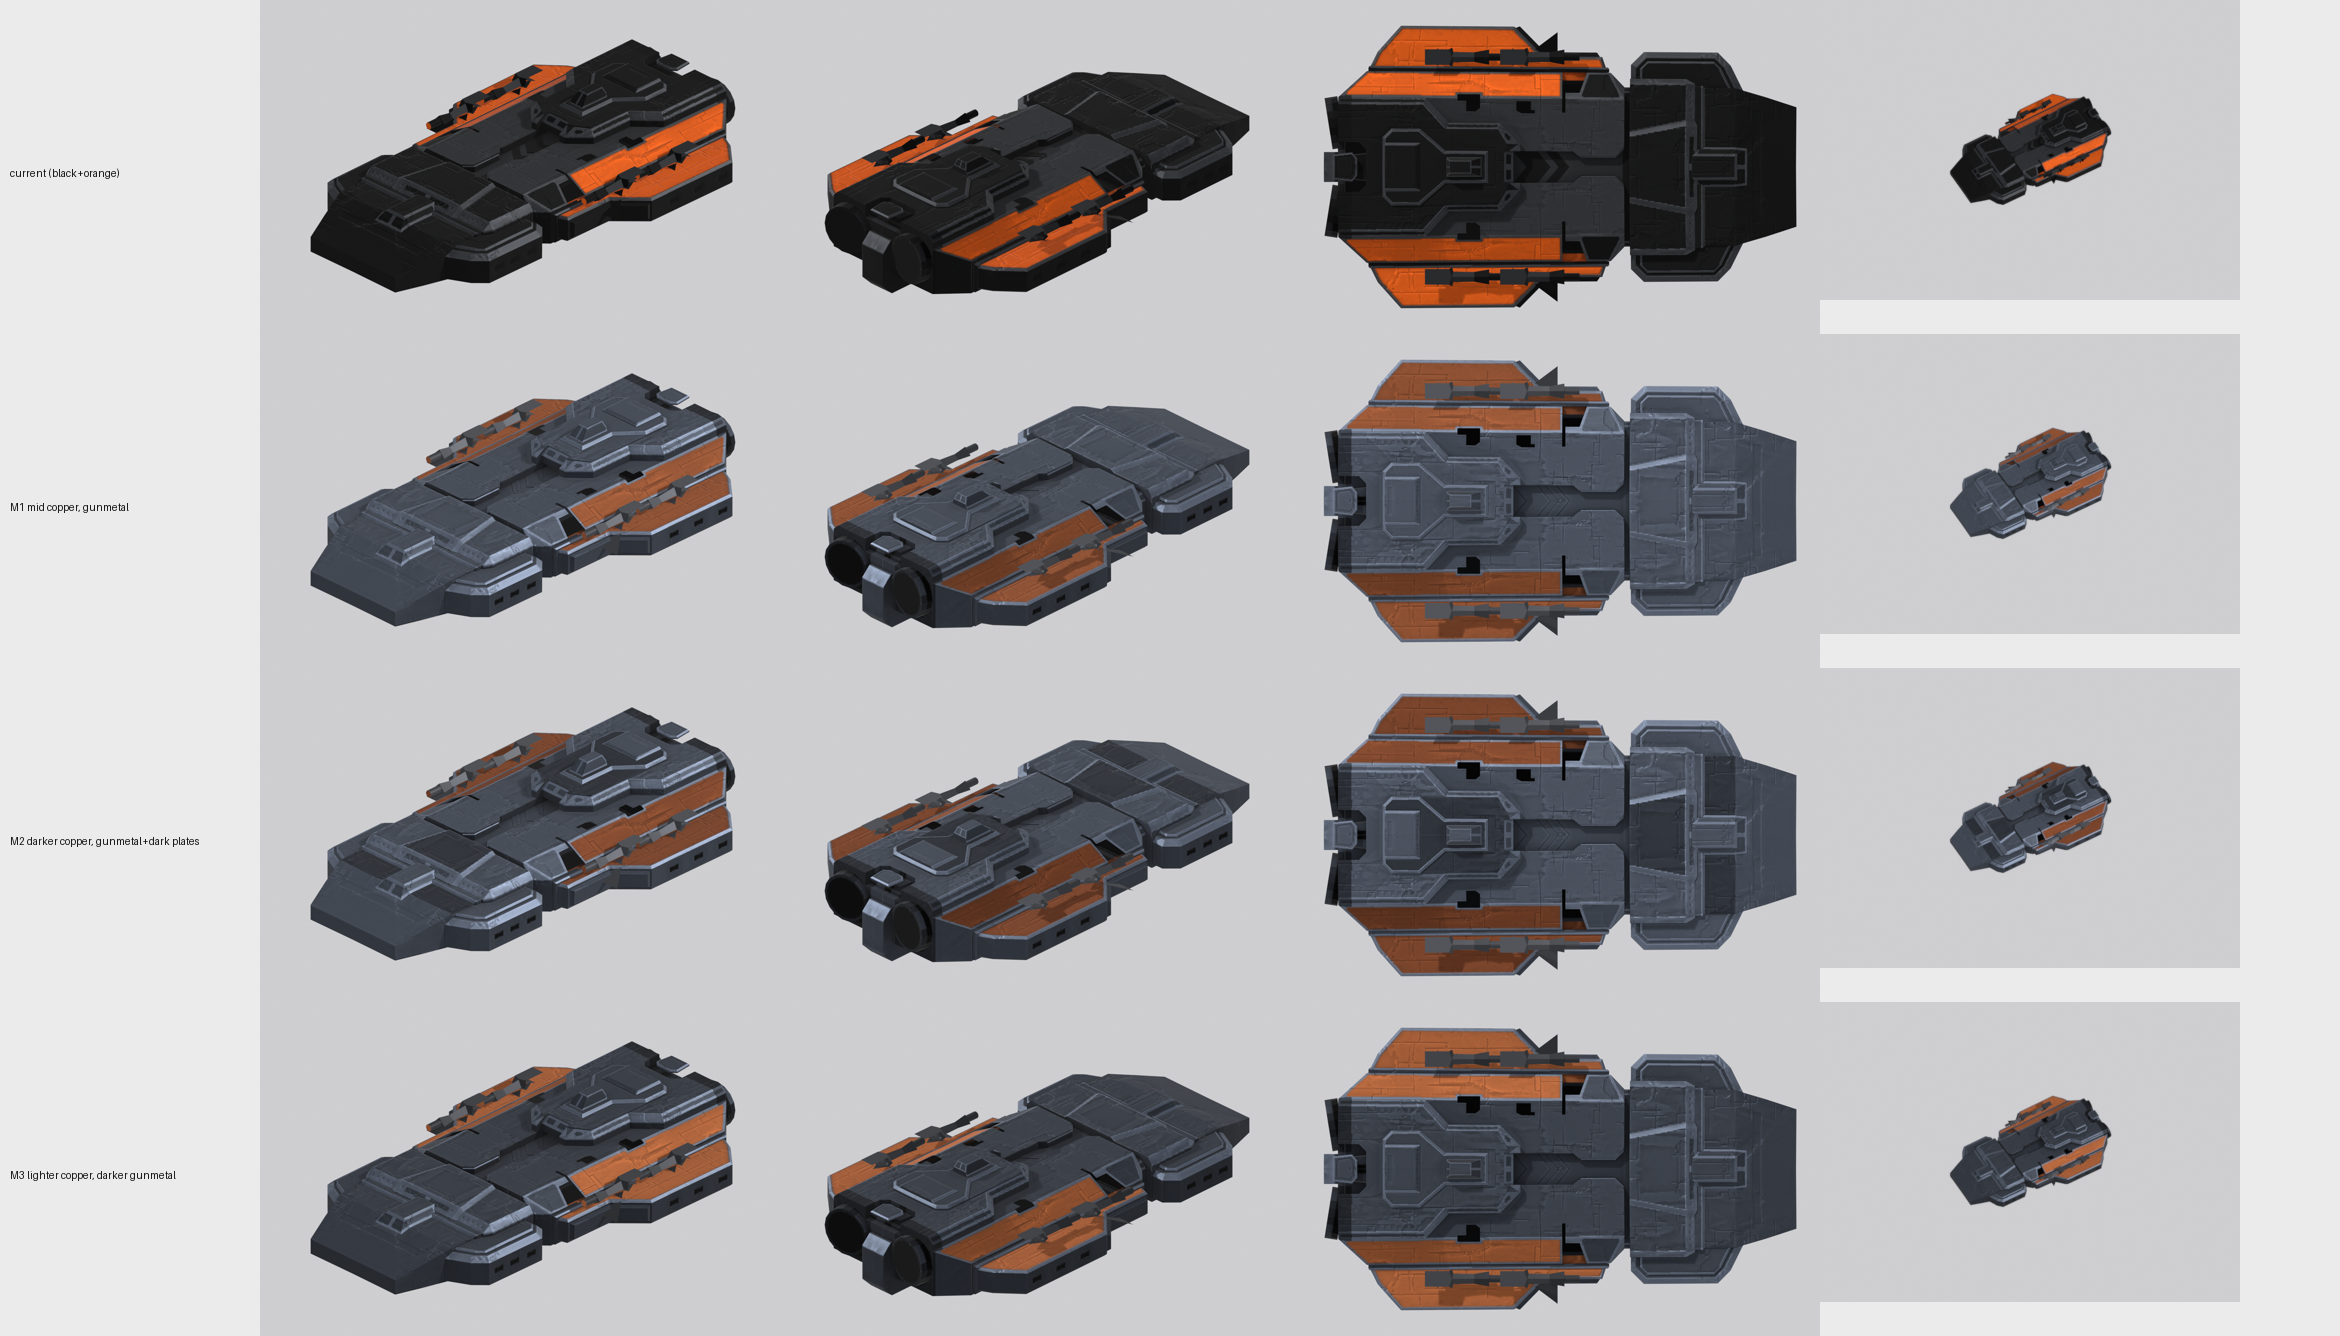 current (black+orange)
M1 mid copper, gunmetal
M2 darker copper, gunmetal+dark plates
M3 lighter copper, darker gunmetal